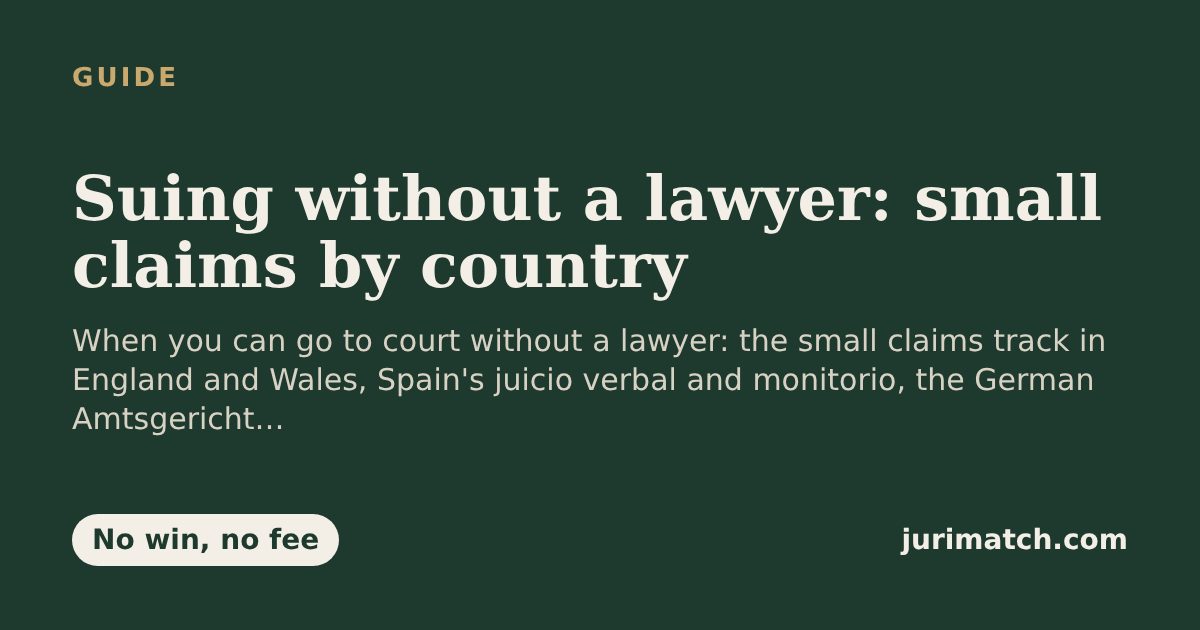 GUIDE
Suing without a lawyer: small
claims by country
When you can go to court without a lawyer: the small claims track in
England and Wales, Spain's juicio verbal and monitorio, the German
Amtsgericht…
No win, no fee
jurimatch.com